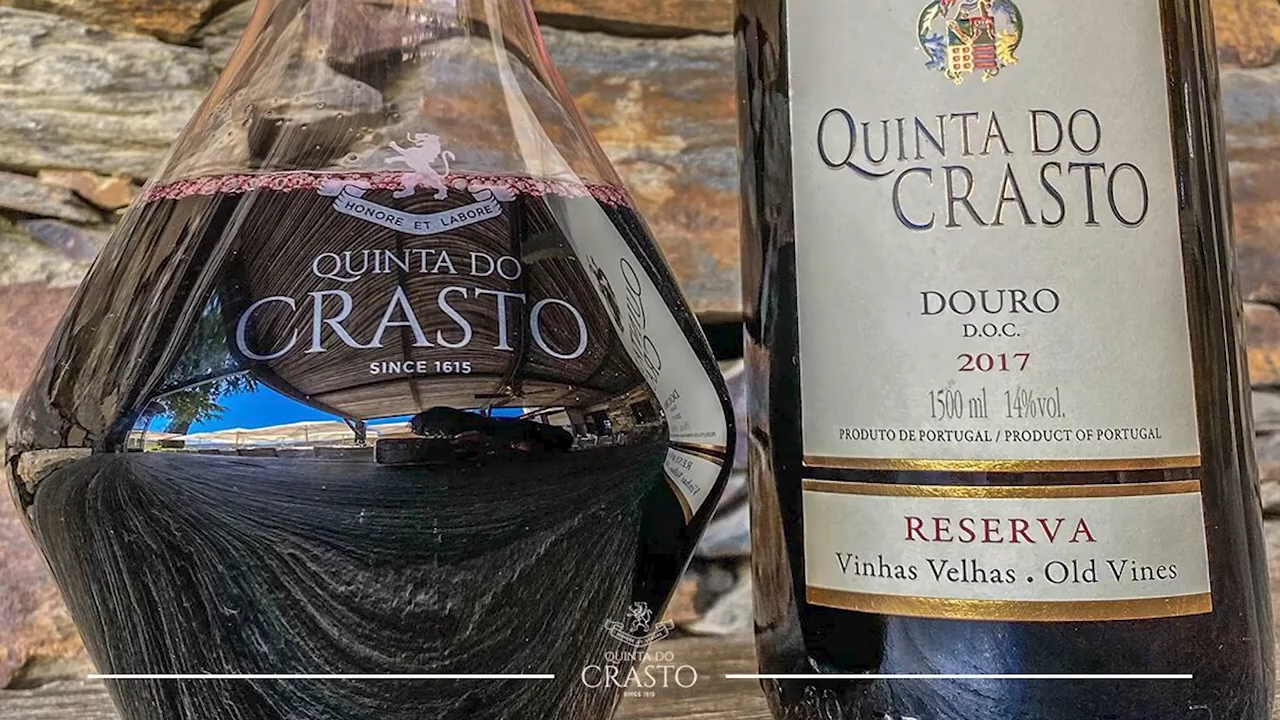 HONORE ET LABORE
QUINTA DO
CRASTO
SINCE 1615
QUINTA DO
CRASTO
DOURO
D.O.C.
2017
1500 ml 14%vol.
PRODUTO DE PORTUGAL / PRODUCT OF PORTUGAL
RESERVA
Vinhas Velhas . Old Vines
QUINTA DO
CRASTO